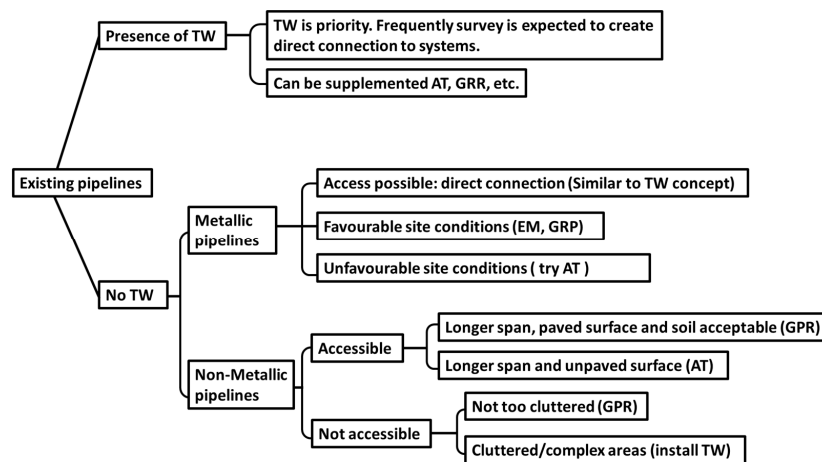 Presence of TW
TW is priority. Frequently survey is expected to create
direct connection to systems.
Can be supplemented AT, GRR, etc.
Existing pipelines
No TW
Metallic
pipelines
Access possible: direct connection (Similar to TW concept)
Favourable site conditions (EM, GRP)
Unfavourable site conditions ( try AT )
Non-Metallic
pipelines
Accessible
Longer span, paved surface and soil acceptable (GPR)
Longer span and unpaved surface (AT)
Not accessible
Not too cluttered (GPR)
Cluttered/complex areas (install TW)